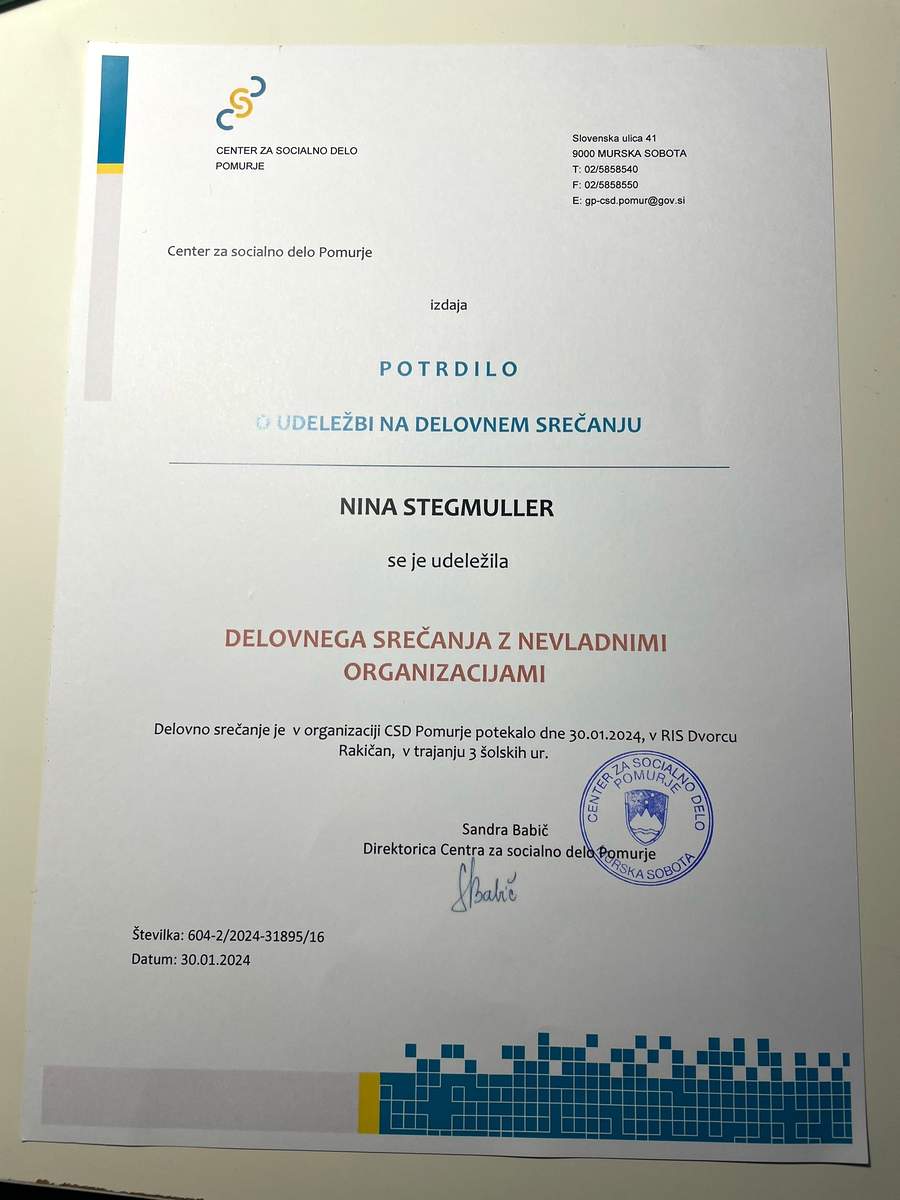 CENTER ZA SOCIALNO DELO
POMURJE
Slovenska ulica 41
9000 MURSKA SOBOTA
T: 02/5858540
F: 02/5858550
E: gp-csd.pomur@gov.si
Center za socialno delo Pomurje
izdaja
POTRDILO
O UDELEŽBI NA DELOVNEM SREČANJU
NINA STEGMULLER
se je udeležila
DELOVNEGA SREČANJA Z NEVLADNIMI
ORGANIZACIJAMI
Delovno srečanje je v organizaciji CSD Pomurje potekalo dne 30.01.2024, v RIS Dvorcu
Rakičan, v trajanju 3 šolskih ur.
CENTER ZA SOCIALNO DELO
POMURJE
MURSKA SOBOTA
Sandra Babič
Direktorica Centra za socialno delo Pomurje
SBabič
Številka: 604-2/2024-31895/16
Datum: 30.01.2024